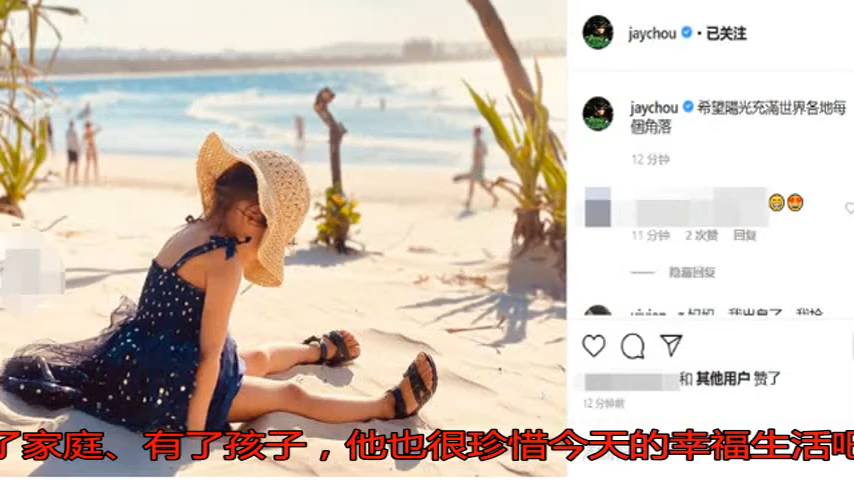 jaychou • 已关注
jaychou 希望陽光充滿世界各地每
個角落
12 分钟
11 分钟 2 次赞 回复
隐藏回复
和 其他用户 赞了
12 分钟前
了家庭、有了孩子，他也很珍惜今天的幸福生活吧